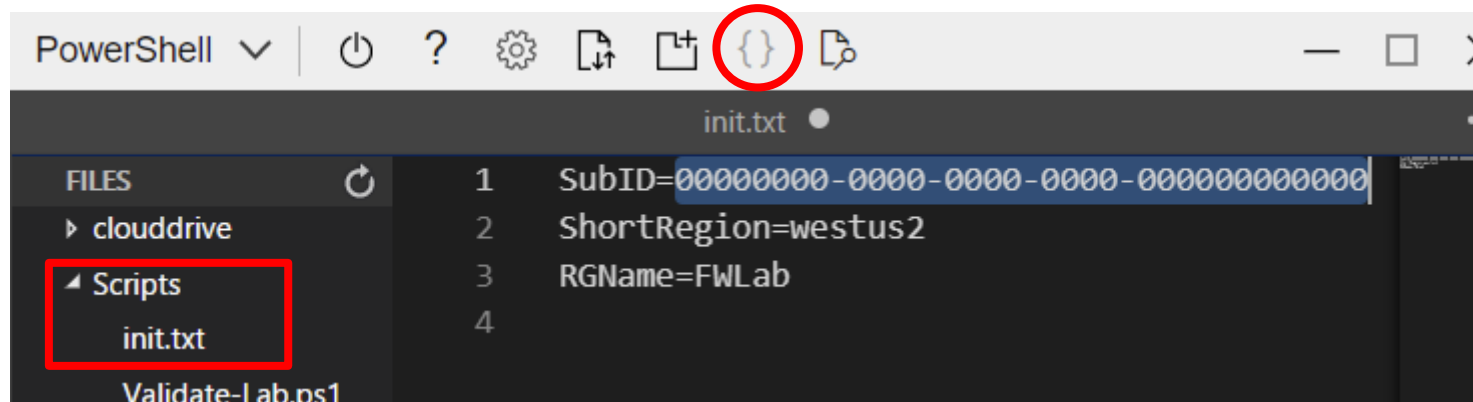 PowerShell
?
{}
init.txt
FILES
1 SubID=00000000-0000-0000-0000-000000000000
clouddrive
2 ShortRegion=westus2
Scripts
3 RGName=FWLab
init.txt
4
Validate-Lab.ps1